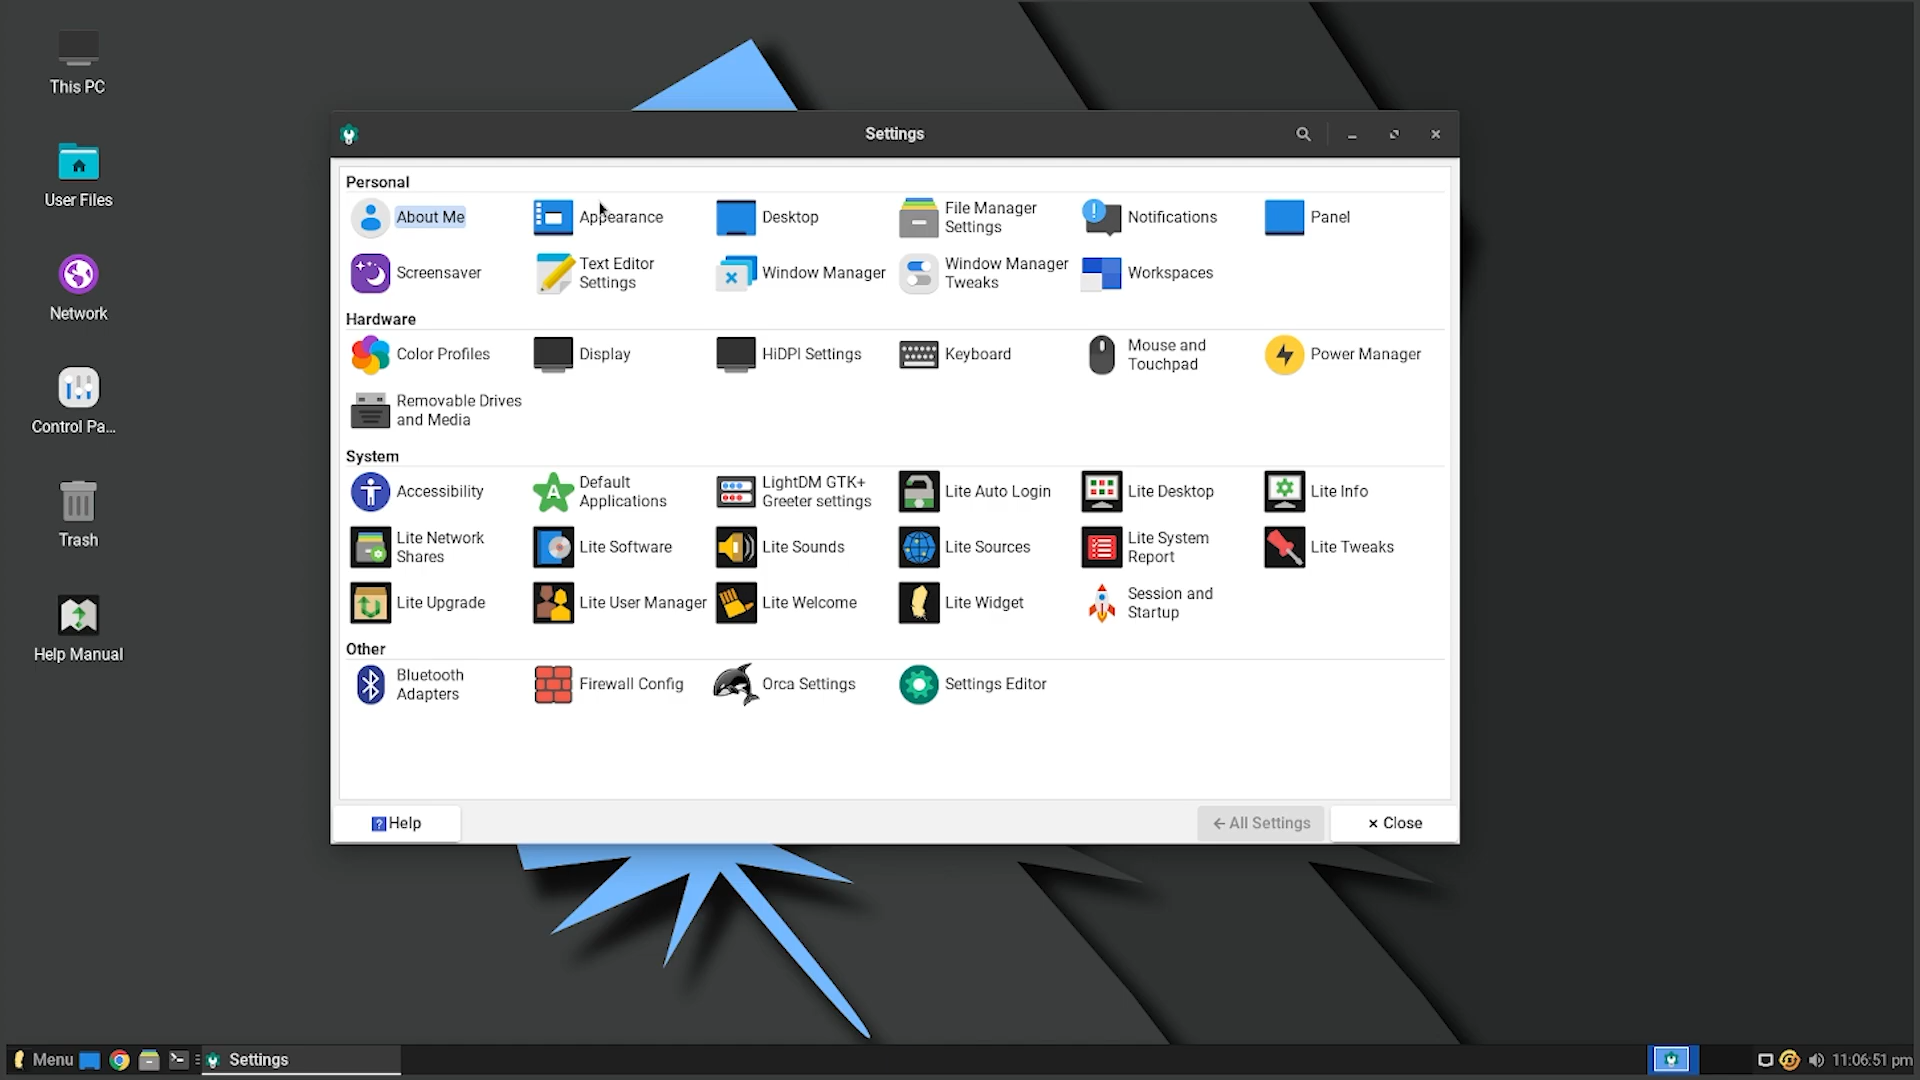 This PC
User Files
Network
Control Pa...
Trash
Help Manual
Settings
Personal
About Me
Appearance
Desktop
File Manager
Settings
Notifications
Panel
Screensaver
Text Editor
Settings
Window Manager
Window Manager
Tweaks
Workspaces
Hardware
Color Profiles
Display
HiDPI Settings
Keyboard
Mouse and
Touchpad
Power Manager
Removable Drives
and Media
System
Accessibility
Default
Applications
LightDM GTK+
Greeter settings
Lite Auto Login
Lite Desktop
Lite Info
Lite Network
Shares
Lite Software
Lite Sounds
Lite Sources
Lite System
Report
Lite Tweaks
Lite Upgrade
Lite User Manager
Lite Welcome
Lite Widget
Session and
Startup
Other
Bluetooth
Adapters
Firewall Config
Orca Settings
Settings Editor
Help
All Settings
Close
Menu
Settings
11:06:51 pm